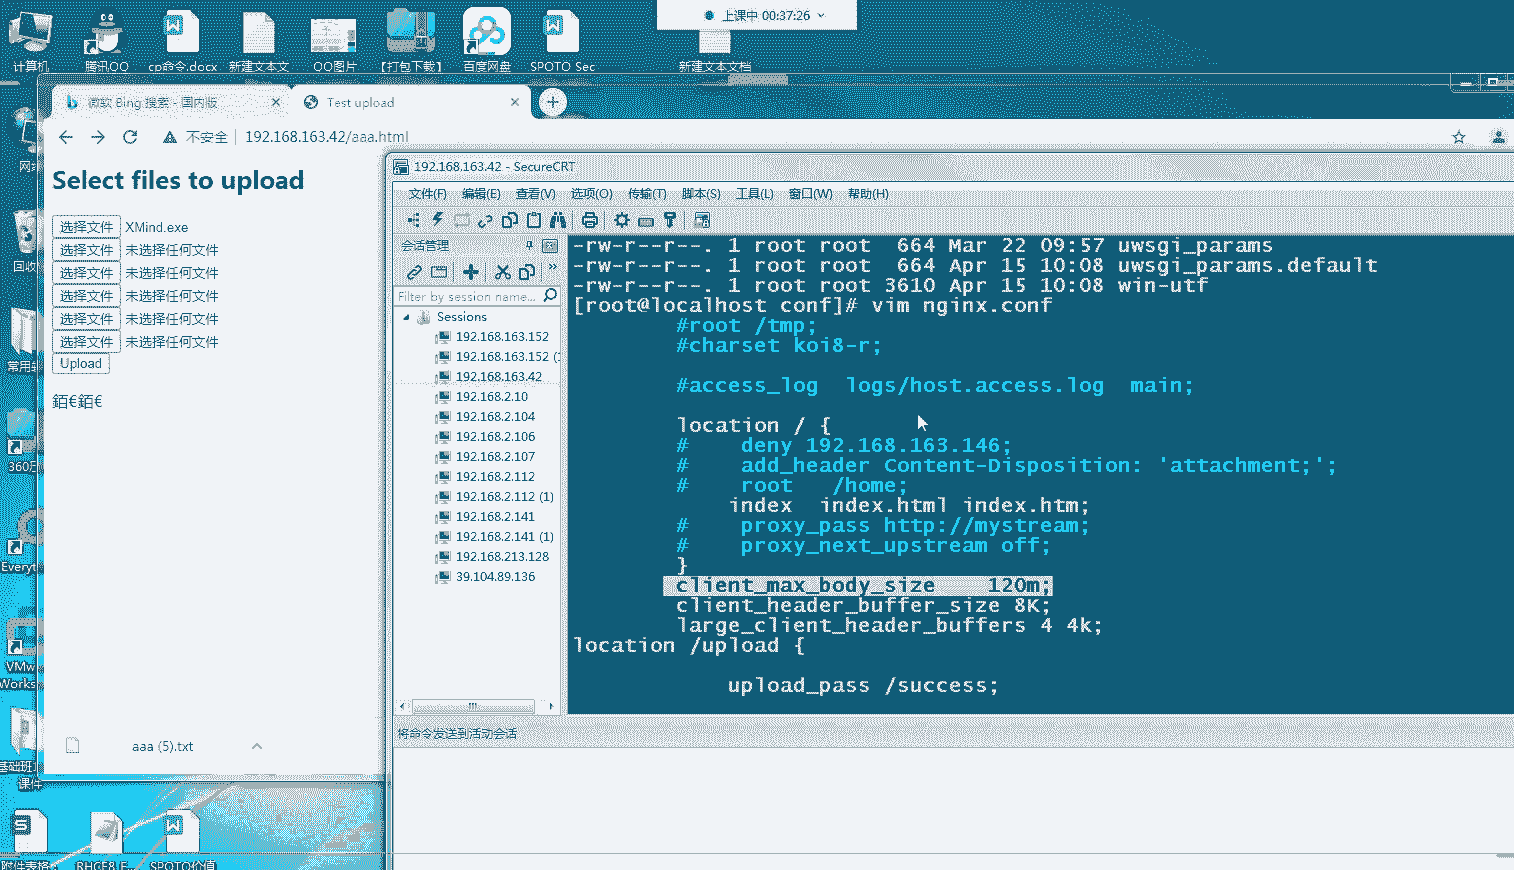 上课中 00:37:26
计算机
腾讯QQ
cp命令.docx
新建文本文
QQ图片
【打包下载】
百度网盘
SPOTO Sec
新建文本文档
微软 Bing 搜索 - 国内版
Test upload
不安全
192.168.163.42/aaa.html
Select files to upload
选择文件 XMind.exe
选择文件 未选择任何文件
选择文件 未选择任何文件
选择文件 未选择任何文件
选择文件 未选择任何文件
选择文件 未选择任何文件
Upload
銆€銆€
aaa (5).txt
回收
常用
360
Everyt
VMw
Works
基础班
课件
附件表格
RHCE8_E...
SPOTO价值
192.168.163.42 - SecureCRT
文件(F) 编辑(E) 查看(V) 选项(O) 传输(T) 脚本(S) 工具(L) 窗口(W) 帮助(H)
会话管理
Filter by session name...
Sessions
192.168.163.152
192.168.163.152 (
192.168.163.42
192.168.2.10
192.168.2.104
192.168.2.106
192.168.2.107
192.168.2.112
192.168.2.112 (1)
192.168.2.141
192.168.2.141 (1)
192.168.213.128
39.104.89.136
-rw-r--r--. 1 root root  664 Mar 22 09:57 uwsgi_params
-rw-r--r--. 1 root root  664 Apr 15 10:08 uwsgi_params.default
-rw-r--r--. 1 root root 3610 Apr 15 10:08 win-utf
[root@localhost conf]# vim nginx.conf
#root /tmp;
#charset koi8-r;
#access_log  logs/host.access.log  main;
location / {
#    deny 192.168.163.146;
#    add_header Content-Disposition: 'attachment;';
#    root   /home;
index  index.html index.htm;
#    proxy_pass http://mystream;
#    proxy_next_upstream off;
}
client_max_body_size    120m;
client_header_buffer_size 8K;
large_client_header_buffers 4 4k;
location /upload {
upload_pass /success;
将命令发送到活动会话